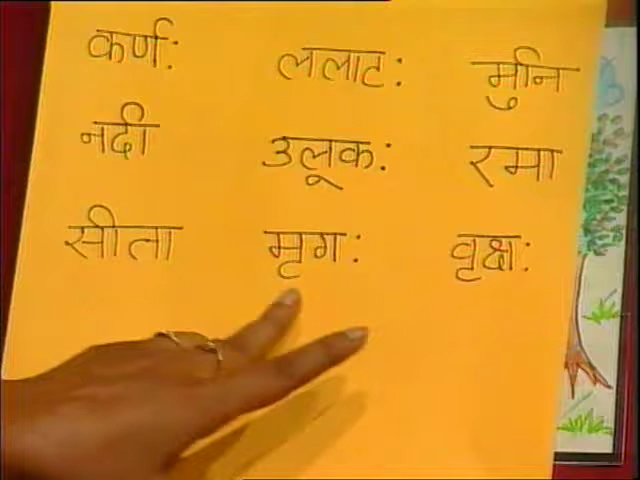 कर्ण: ललाट: मुनि
नदी उलूक: रमा
सीता मृग: वृक्ष: